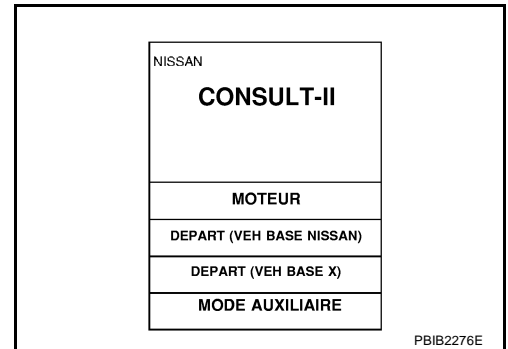 NISSAN
CONSULT-II
MOTEUR
DEPART (VEH BASE NISSAN)
DEPART (VEH BASE X)
MODE AUXILIAIRE
PBIB2276E